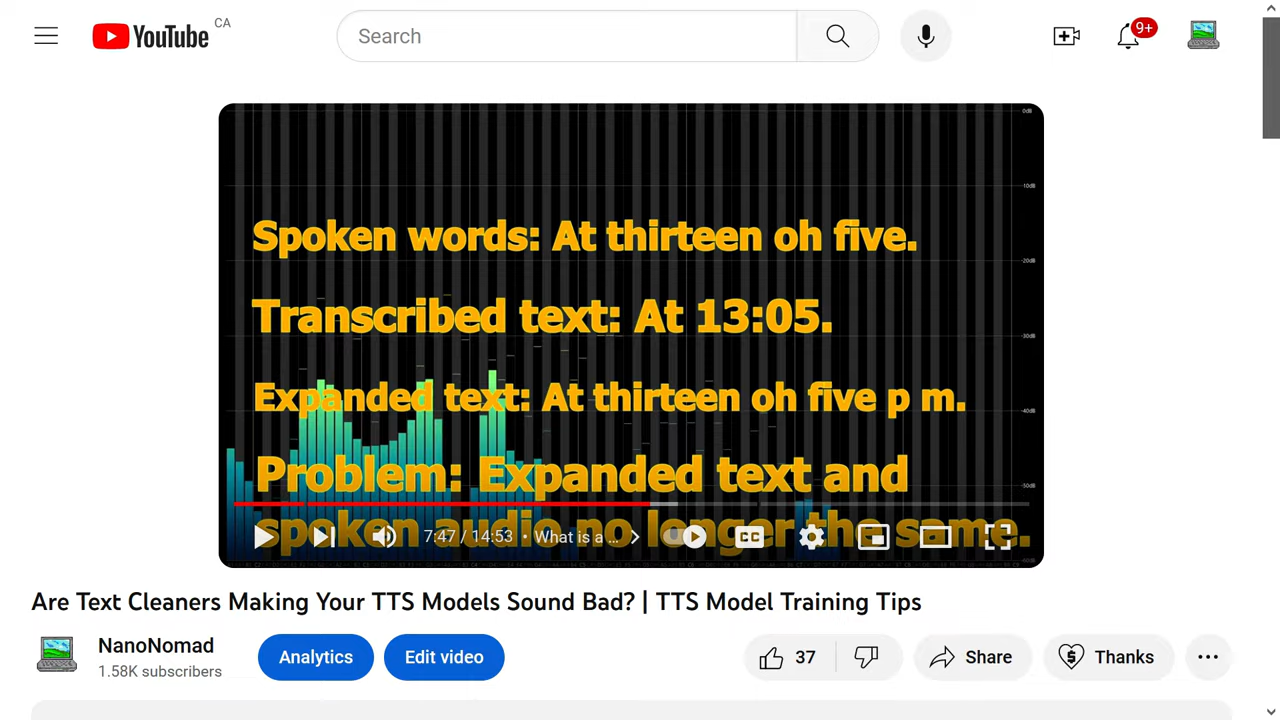 YouTube CA
Search
9+
Spoken words: At thirteen oh five.
Transcribed text: At 13:05.
Expanded text: At thirteen oh five p m.
Problem: Expanded text and
spoken audio no longer the same.
7:47 / 14:53 • What is a ...
CC
Are Text Cleaners Making Your TTS Models Sound Bad? | TTS Model Training Tips
NanoNomad
1.58K subscribers
Analytics
Edit video
37
Share
Thanks